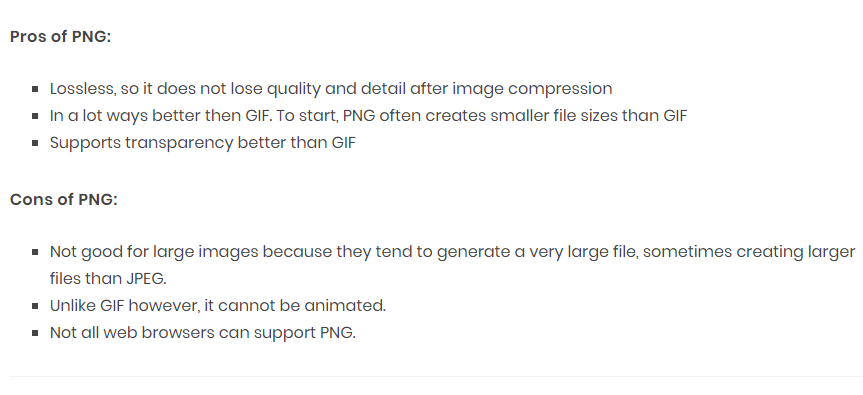 Pros of PNG:
Lossless, so it does not lose quality and detail after image compression
In a lot ways better then GIF. To start, PNG often creates smaller file sizes than GIF
Supports transparency better than GIF
Cons of PNG:
Not good for large images because they tend to generate a very large file, sometimes creating larger
files than JPEG.
Unlike GIF however, it cannot be animated.
Not all web browsers can support PNG.